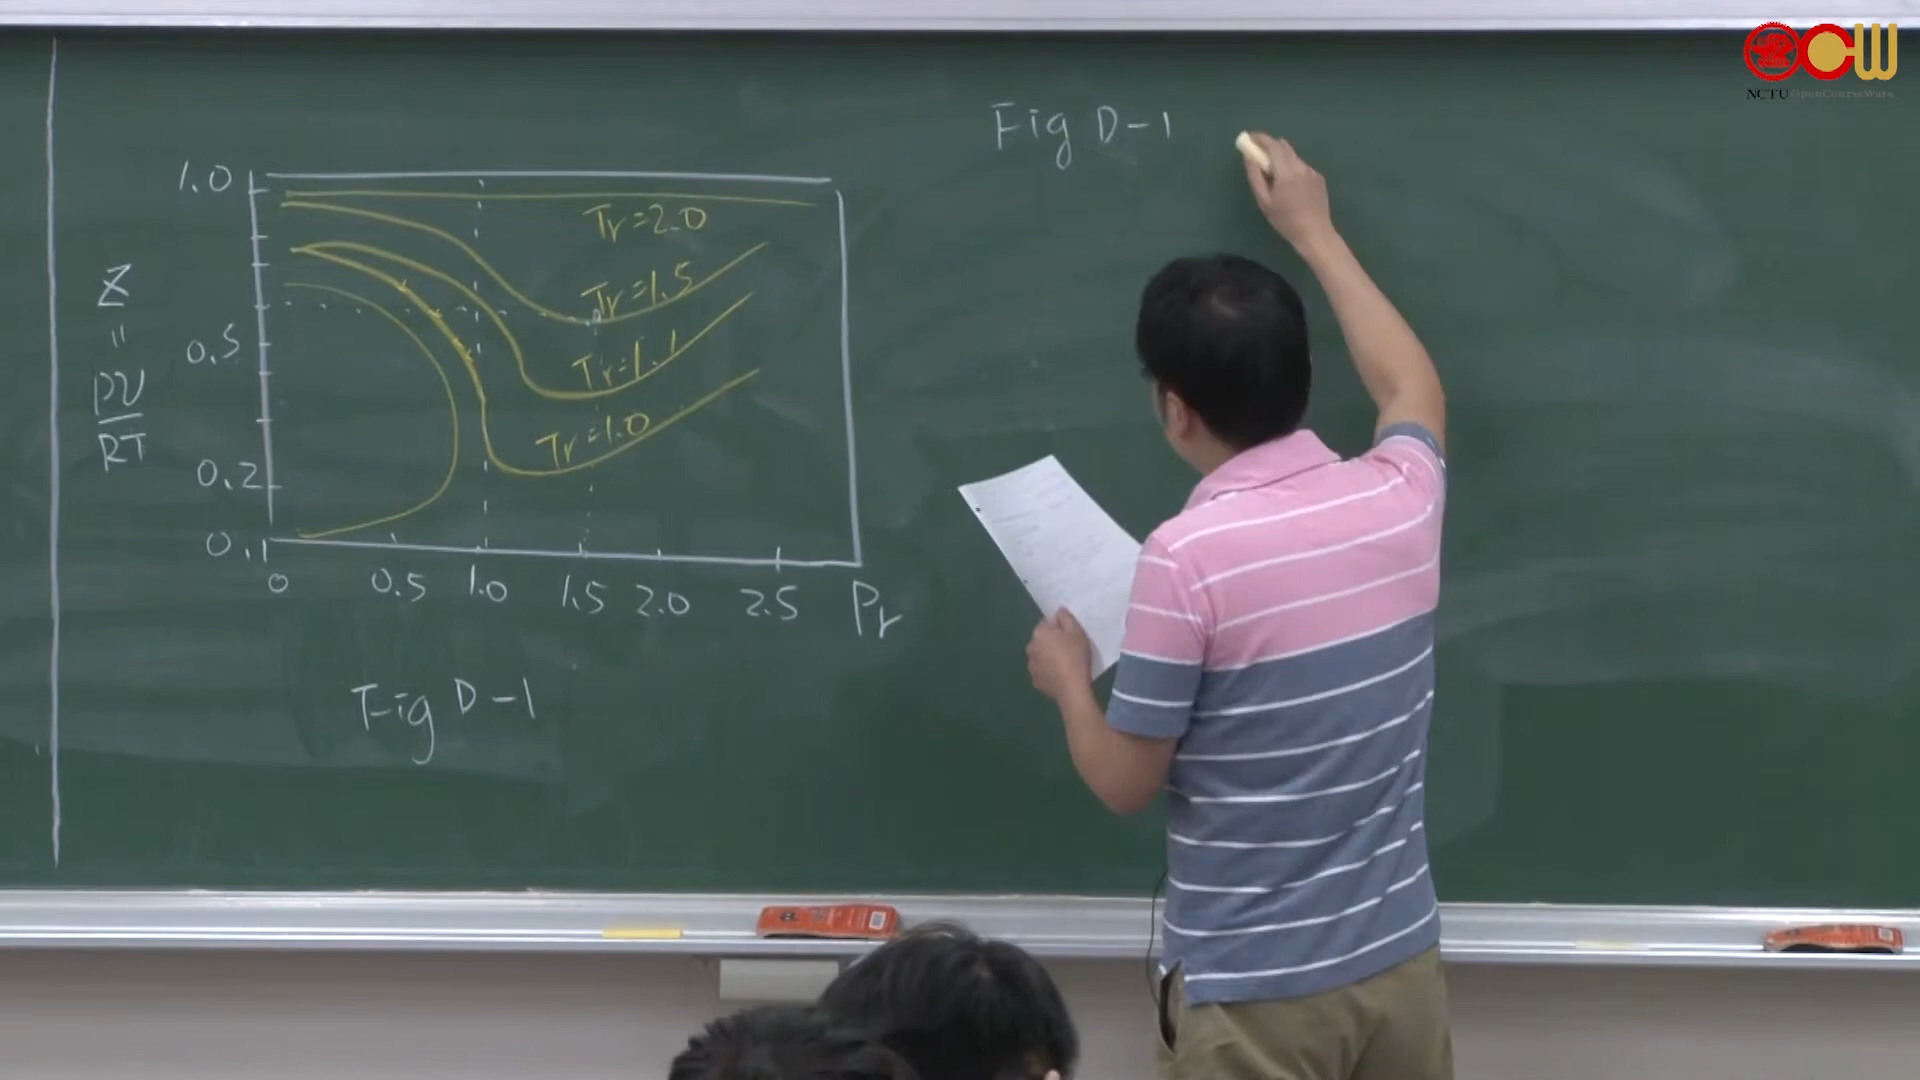 NCTU OpenCourseWare
Fig D-1
1.0
Tr=2.0
Z
Tr=1.5
"
0.5
Tr=1.1
PV
RT
Tr=1.0
0.2
0.1
0 0.5 1.0 1.5 2.0 2.5 Pr
Fig D-1